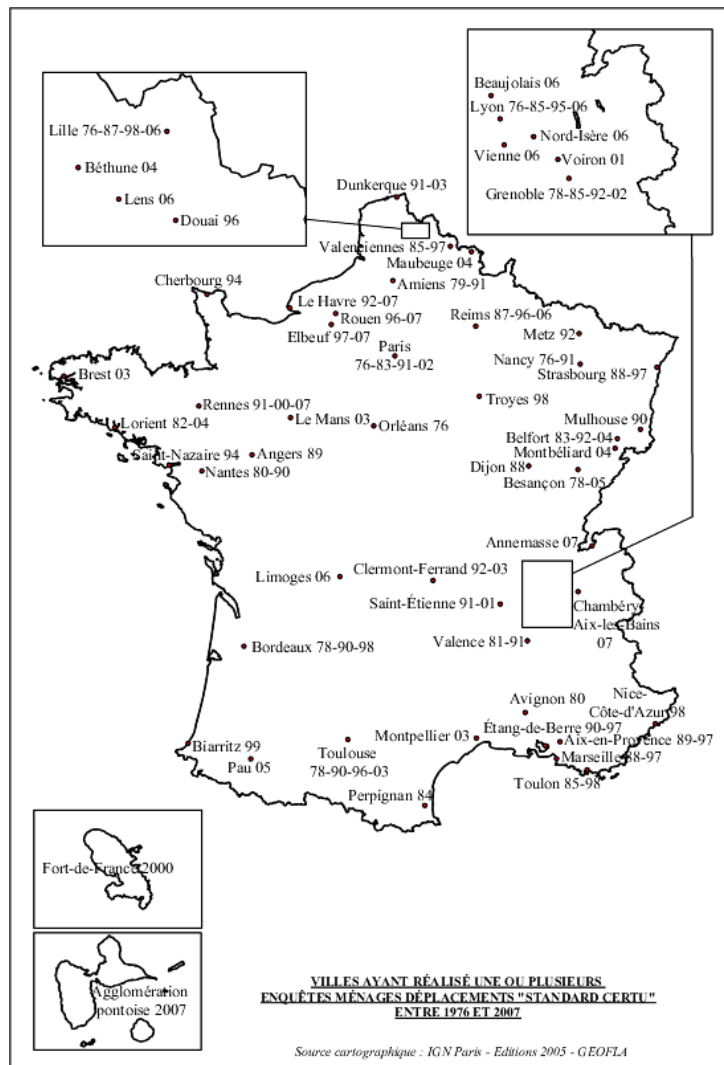 Beaujolais 06
Lyon 76-85-95-06
Nord-Isère 06
Vienne 06
Voiron 01
Grenoble 78-85-92-02
Lille 76-87-98-06
Béthune 04
Lens 06
Douai 96
Dunkerque 91-03
Valenciennes 85-97
Maubeuge 04
Cherbourg 94
Amiens 79-91
Le Havre 92-07
Rouen 96-07
Elbeuf 97-07
Reims 87-96-06
Metz 92
Paris
76-83-91-02
Nancy 76-91
Strasbourg 88-97
Brest 03
Troyes 98
Rennes 91-00-07
Le Mans 03
Orléans 76
Lorient 82-04
Mulhouse 90
Belfort 83-92-04
Montbéliard 04
Saint-Nazaire 94
Angers 89
Nantes 80-90
Dijon 88
Besançon 78-05
Annemasse 07
Limoges 06
Clermont-Ferrand 92-03
Saint-Étienne 91-01
Chambéry-
Aix-les-Bains
07
Valence 81-91
Bordeaux 78-90-98
Avignon 80
Nice-
Côte-d'Azur 98
Étang-de-Berre 90-97
Montpellier 03
Aix-en-Provence 89-97
Biarritz 99
Toulouse
78-90-96-03
Marseille 88-97
Pau 05
Toulon 85-98
Perpignan 84
Fort-de-France 2000
Agglomération
pontoise 2007
VILLES AYANT RÉALISÉ UNE OU PLUSIEURS
ENQUÊTES MÉNAGES DÉPLACEMENTS "STANDARD CERTU"
ENTRE 1976 ET 2007
Source cartographique : IGN Paris - Editions 2005 - GEOFLA